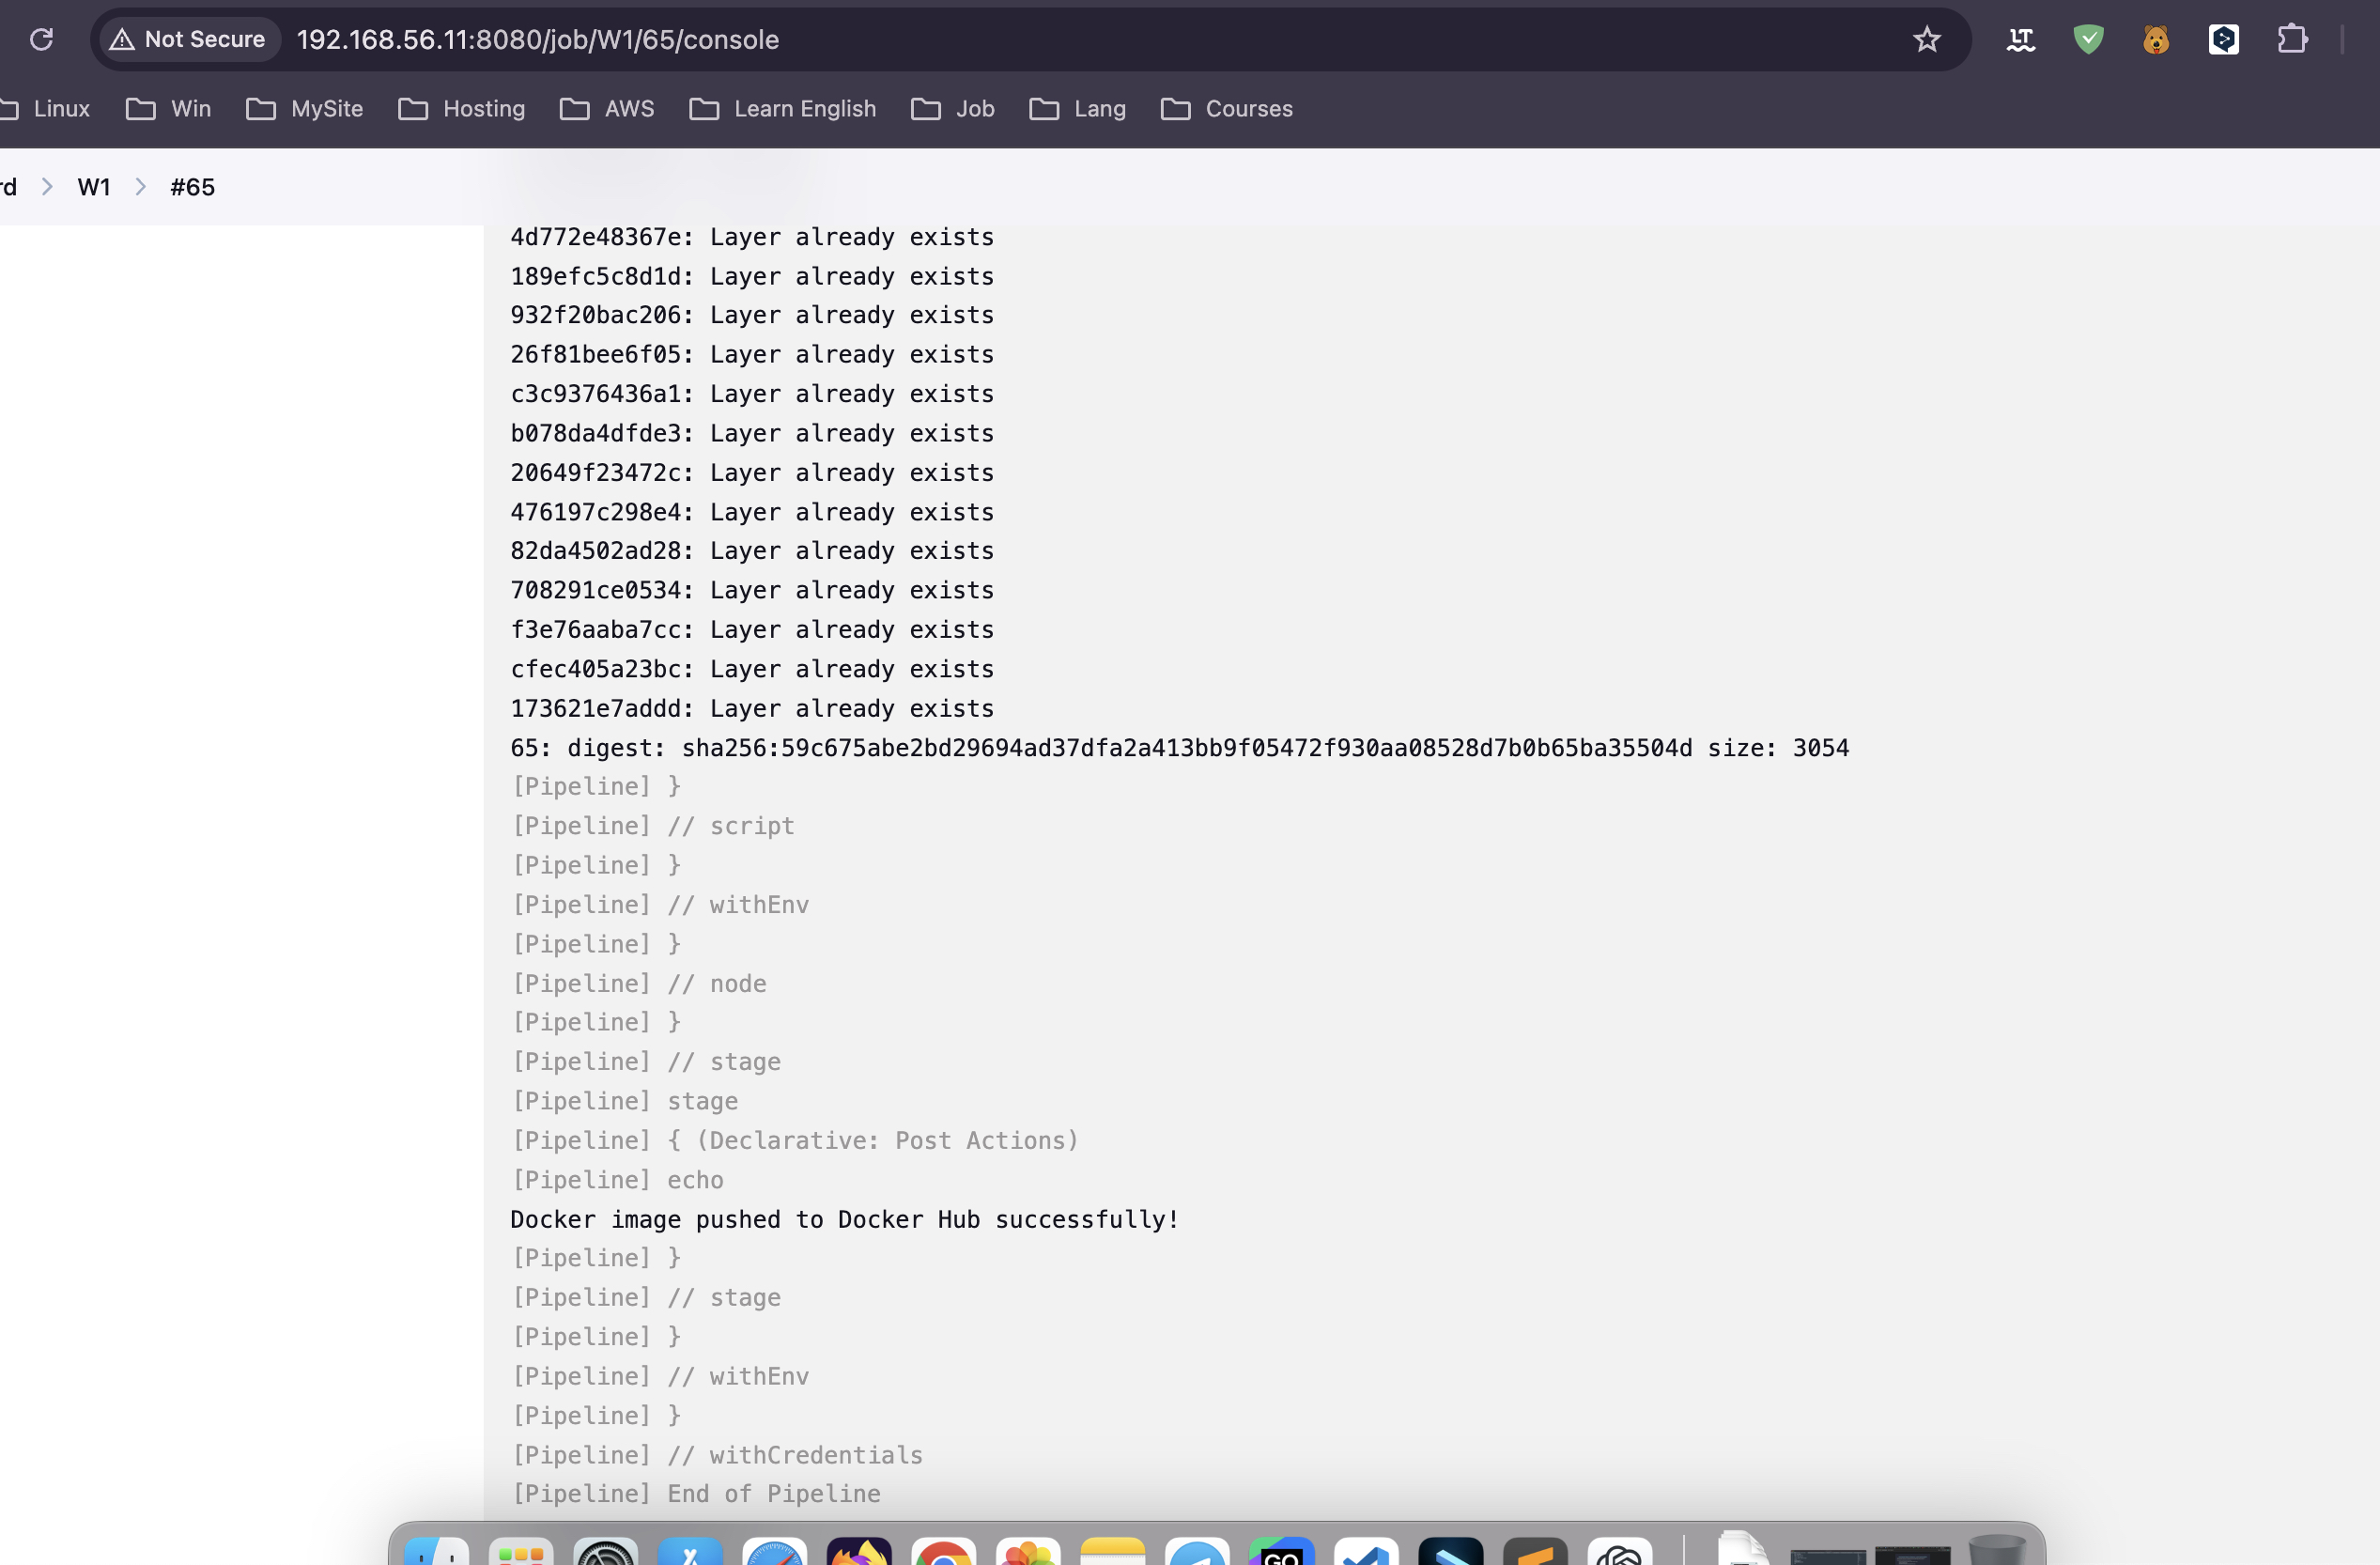 Not Secure 192.168.56.11:8080/job/W1/65/console
Linux Win MySite Hosting AWS Learn English Job Lang Courses
rd > W1 > #65
4d772e48367e: Layer already exists
189efc5c8d1d: Layer already exists
932f20bac206: Layer already exists
26f81bee6f05: Layer already exists
c3c9376436a1: Layer already exists
b078da4dfde3: Layer already exists
20649f23472c: Layer already exists
476197c298e4: Layer already exists
82da4502ad28: Layer already exists
708291ce0534: Layer already exists
f3e76aaba7cc: Layer already exists
cfec405a23bc: Layer already exists
173621e7addd: Layer already exists
65: digest: sha256:59c675abe2bd29694ad37dfa2a413bb9f05472f930aa08528d7b0b65ba35504d size: 3054
[Pipeline] }
[Pipeline] // script
[Pipeline] }
[Pipeline] // withEnv
[Pipeline] }
[Pipeline] // node
[Pipeline] }
[Pipeline] // stage
[Pipeline] stage
[Pipeline] { (Declarative: Post Actions)
[Pipeline] echo
Docker image pushed to Docker Hub successfully!
[Pipeline] }
[Pipeline] // stage
[Pipeline] }
[Pipeline] // withEnv
[Pipeline] }
[Pipeline] // withCredentials
[Pipeline] End of Pipeline
GO